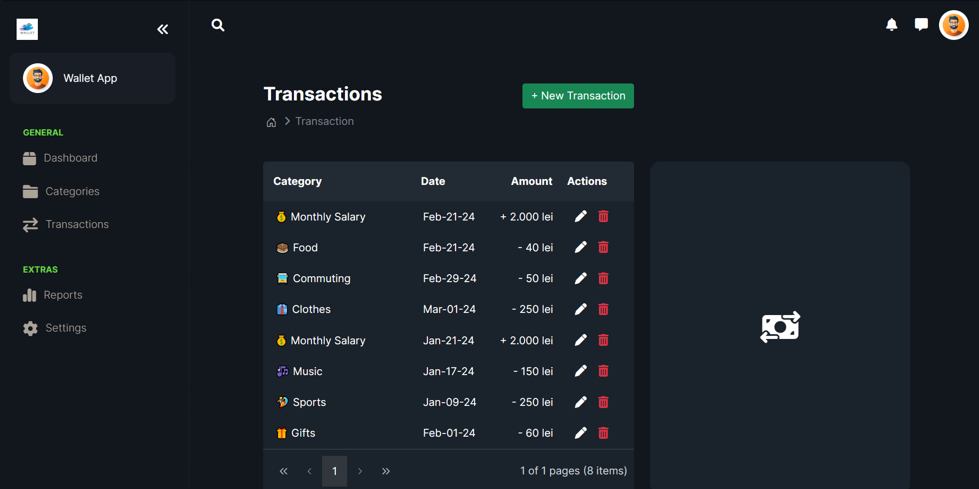 WALLET
Wallet App
GENERAL
Dashboard
Categories
Transactions
EXTRAS
Reports
Settings
Transactions
+ New Transaction
Transaction
Category Date Amount Actions
Monthly Salary Feb-21-24 + 2.000 lei
Food Feb-21-24 - 40 lei
Commuting Feb-29-24 - 50 lei
Clothes Mar-01-24 - 250 lei
Monthly Salary Jan-21-24 + 2.000 lei
Music Jan-17-24 - 150 lei
Sports Jan-09-24 - 250 lei
Gifts Feb-01-24 - 60 lei
« ‹ 1 › » 1 of 1 pages (8 items)